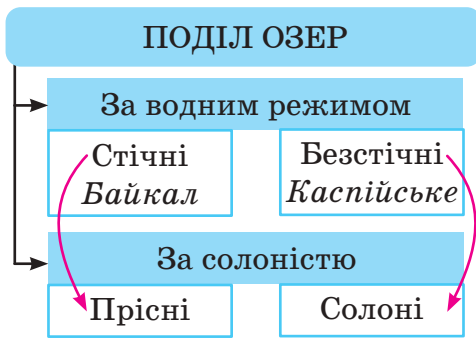 ПОДІЛ ОЗЕР
За водним режимом
Стічні
Байкал
Безстічні
Каспійське
За солоністю
Прісні
Солоні